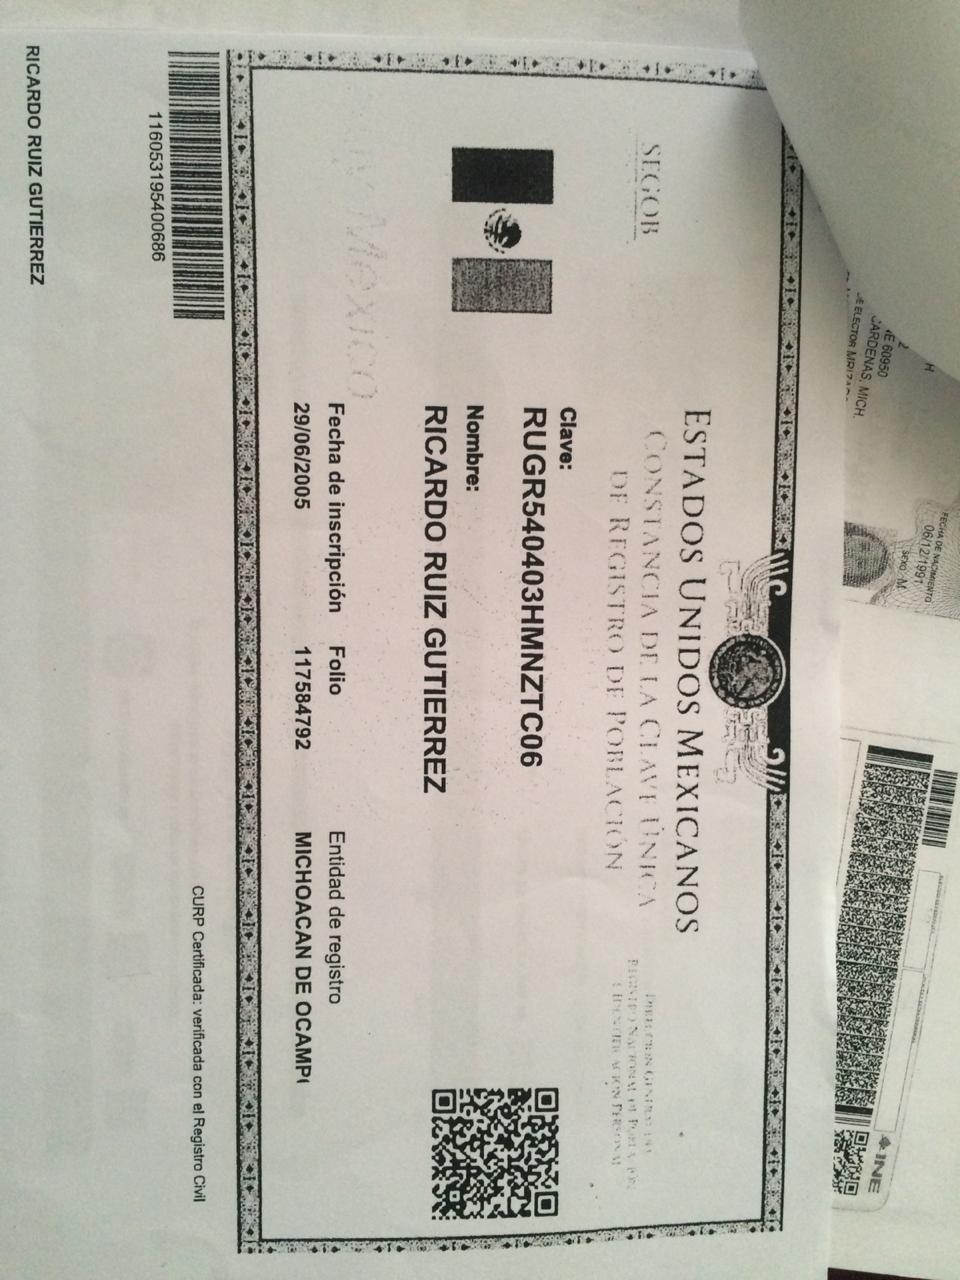 FECHA DE NACIMIENTO
06/12/1991
SEXO M
H
2
NE 60950
CARDENAS, MICH.
DE ELECTOR MRIZAR
INE
ESTADOS UNIDOS MEXICANOS
SEGOB
CONSTANCIA DE LA CLAVE ÚNICA
DE REGISTRO DE POBLACIÓN
DIRECCIÓN GENERAL DEL
REGISTRO NACIONAL DE POBLACIÓN
E IDENTIFICACIÓN PERSONAL
Clave:
RUGR540403HMNZTC06
Nombre:
RICARDO RUIZ GUTIERREZ
Mexico
Fecha de inscripción Folio Entidad de registro
29/06/2005 117584792 MICHOACAN DE OCAMP
CURP Certificada: verificada con el Registro Civil
116053195400686
RICARDO RUIZ GUTIERREZ